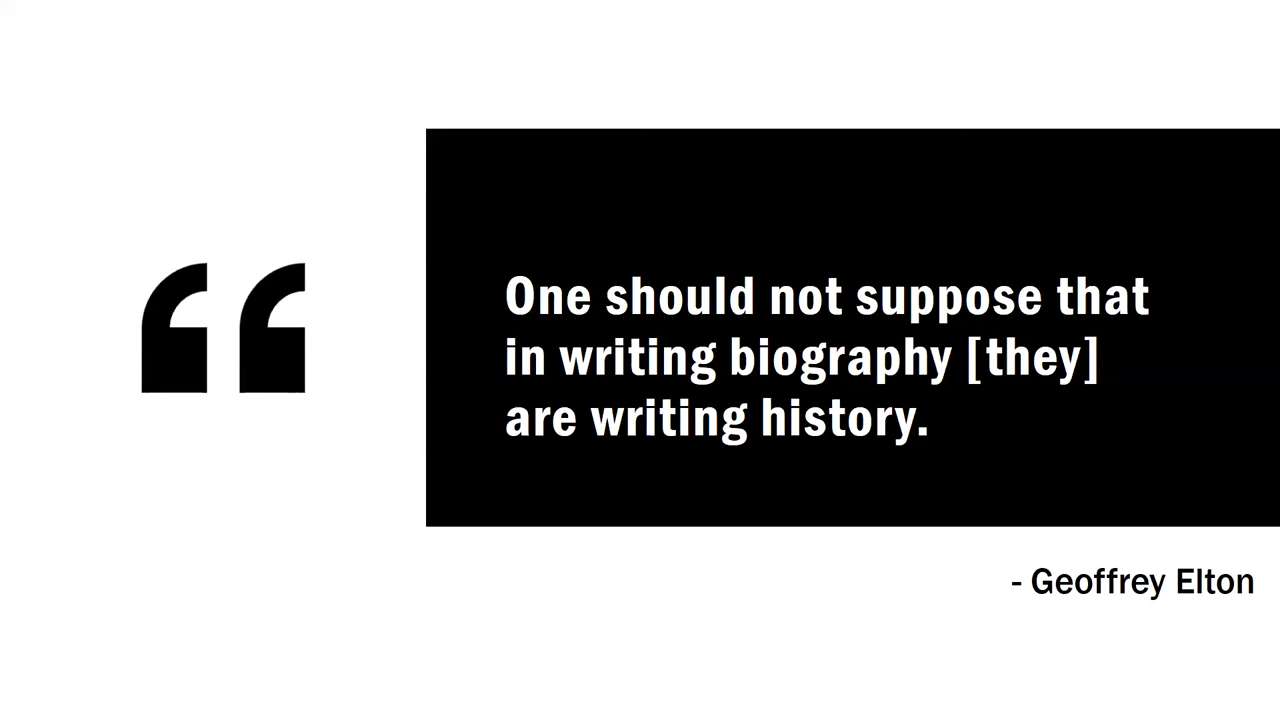 “
One should not suppose that
in writing biography [they]
are writing history.
- Geoffrey Elton